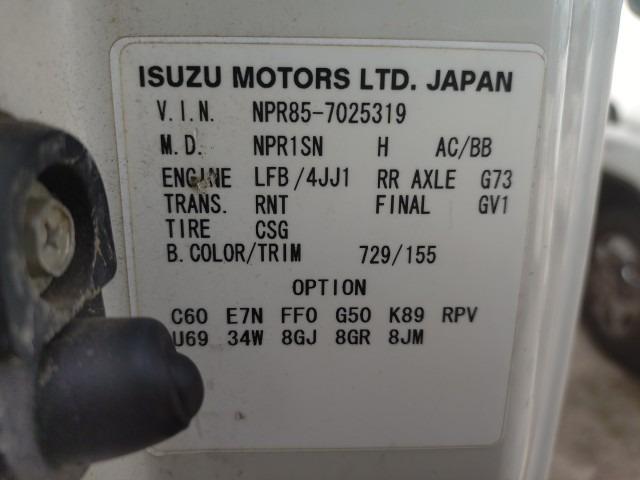 ISUZU MOTORS LTD. JAPAN
V.I.N. NPR85-7025319
M.D. NPR1SN H AC/BB
ENGINE LFB/4JJ1 RR AXLE G73
TRANS. RNT FINAL GV1
TIRE CSG
B.COLOR/TRIM 729/155
OPTION
C60 E7N FF0 G50 K89 RPV
U69 34W 8GJ 8GR 8JM